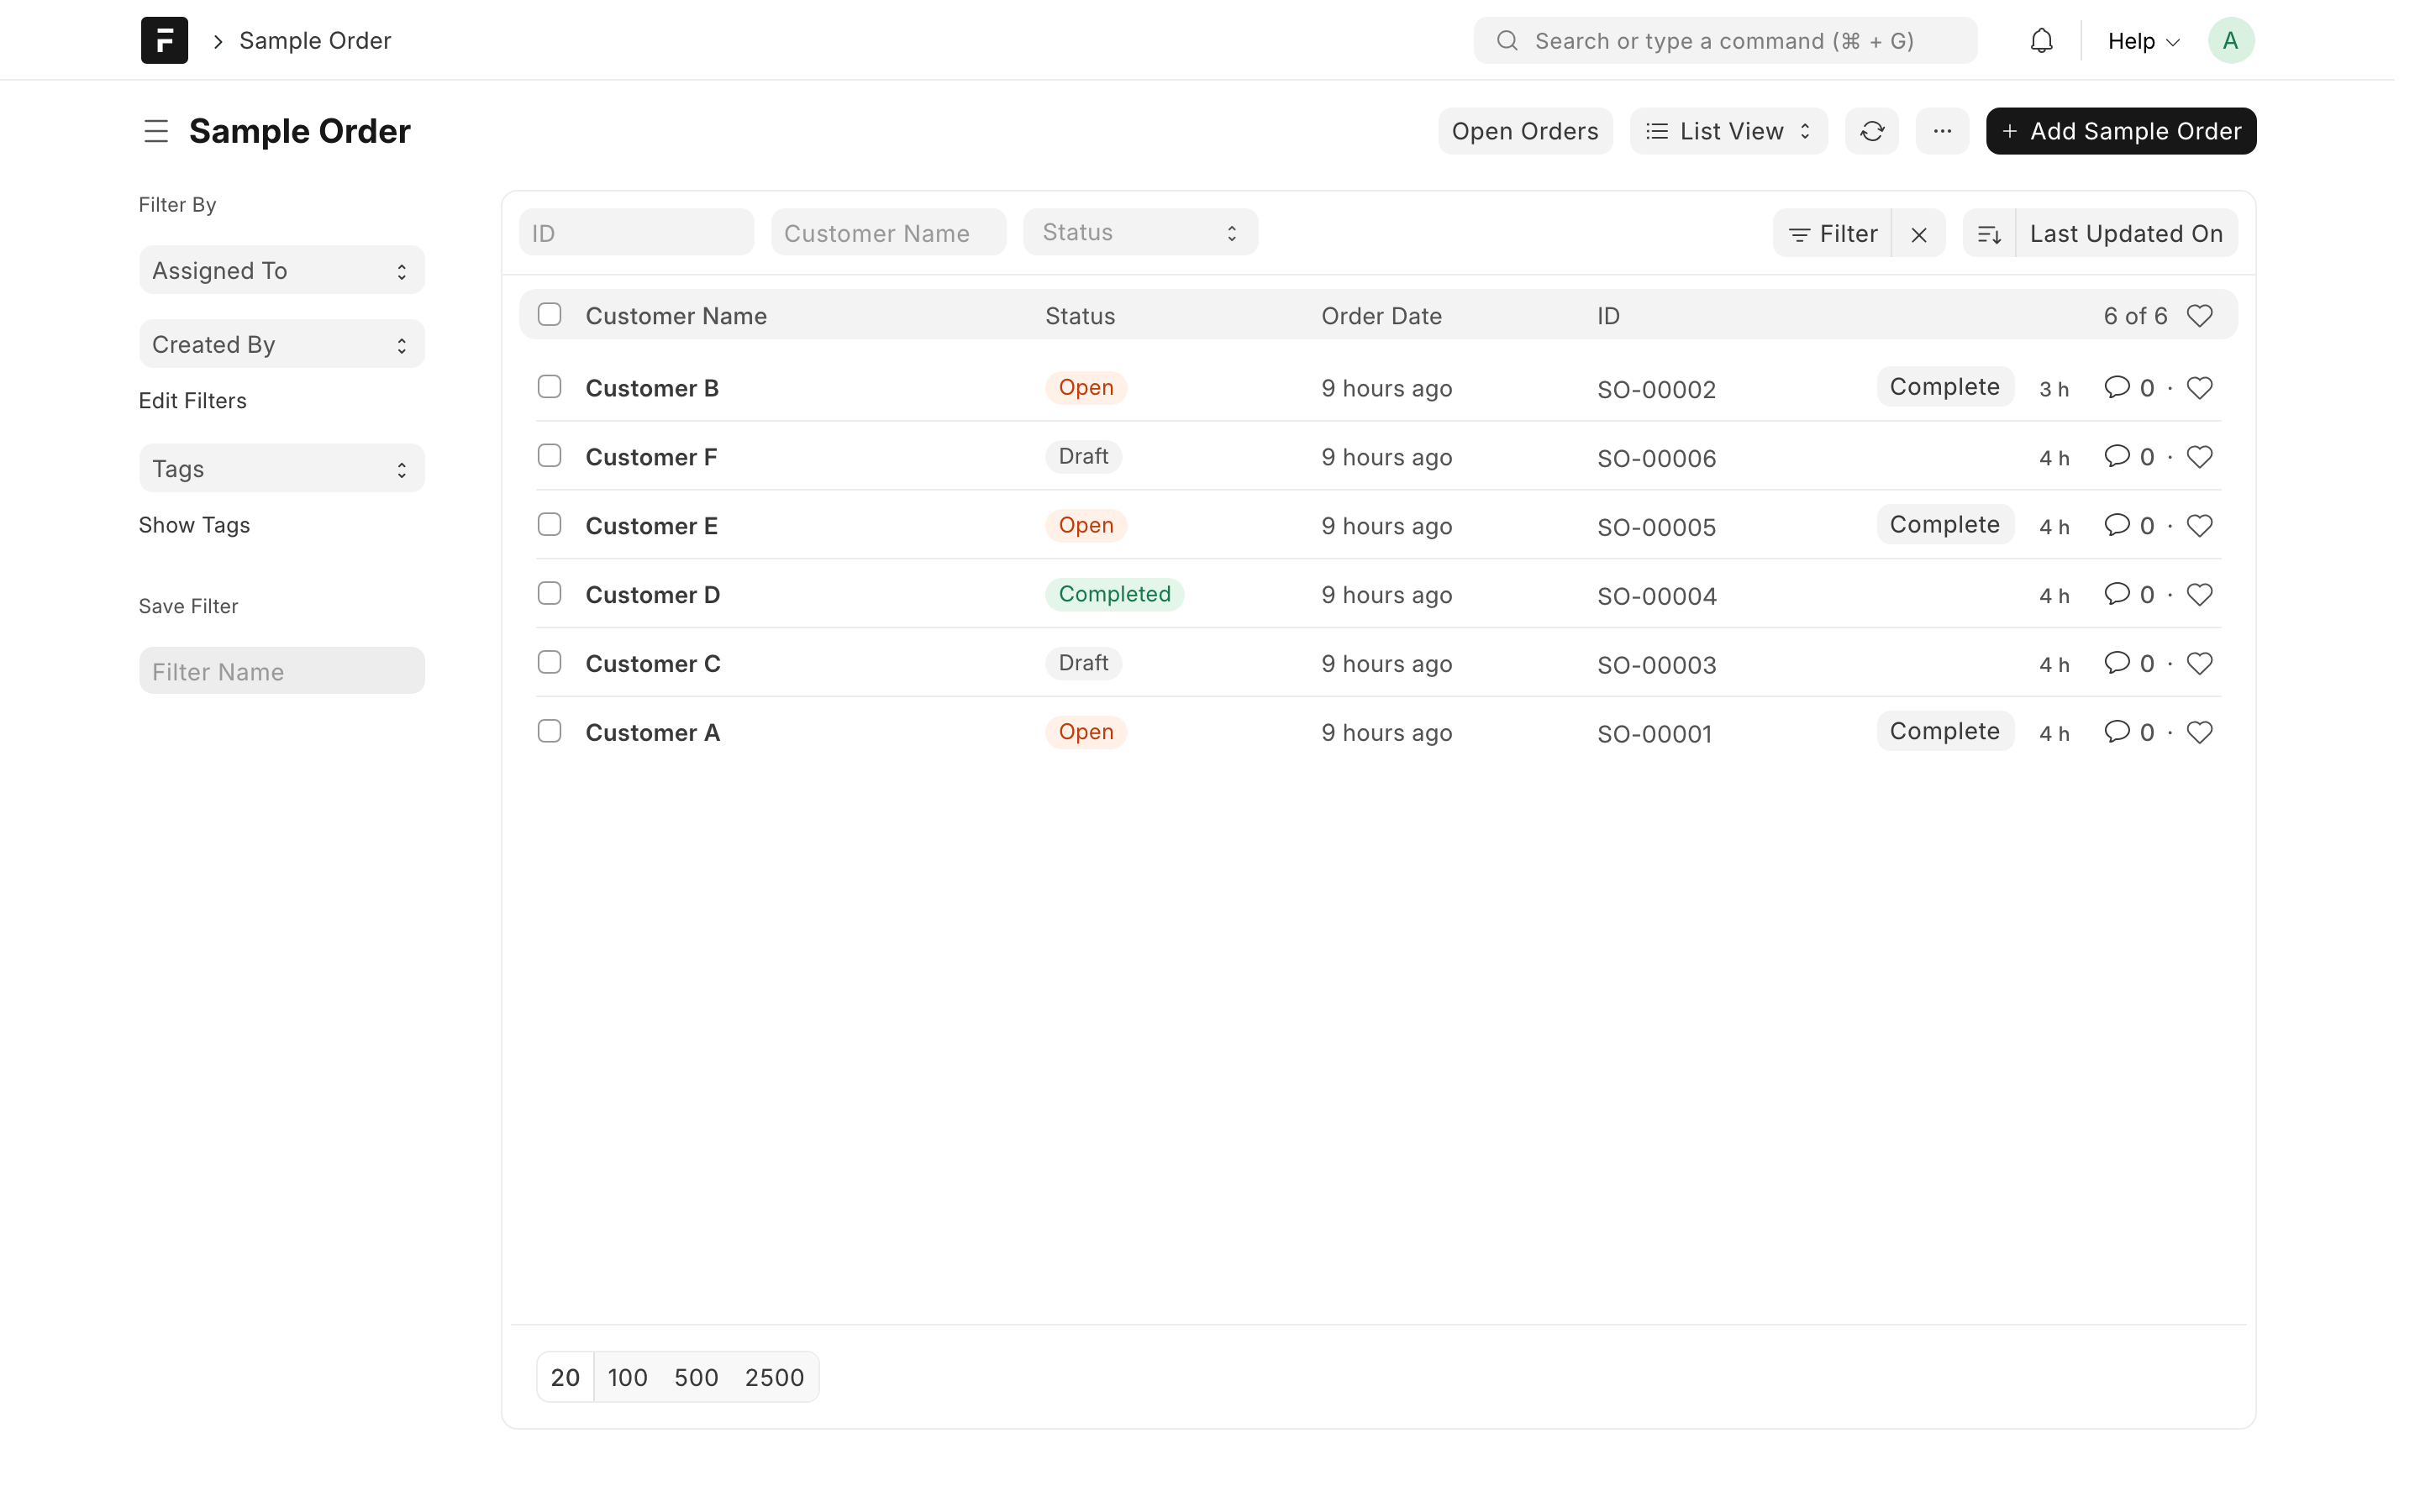 Sample Order
Search or type a command (⌘ + G)
Help
A
Sample Order
Open Orders
List View
+ Add Sample Order
Filter By
Assigned To
Created By
Edit Filters
Tags
Show Tags
Save Filter
Filter Name
ID
Customer Name
Status
Filter
Last Updated On
Customer Name Status Order Date ID 6 of 6
Customer B Open 9 hours ago SO-00002 Complete 3 h 0 ·
Customer F Draft 9 hours ago SO-00006 4 h 0 ·
Customer E Open 9 hours ago SO-00005 Complete 4 h 0 ·
Customer D Completed 9 hours ago SO-00004 4 h 0 ·
Customer C Draft 9 hours ago SO-00003 4 h 0 ·
Customer A Open 9 hours ago SO-00001 Complete 4 h 0 ·
20 100 500 2500